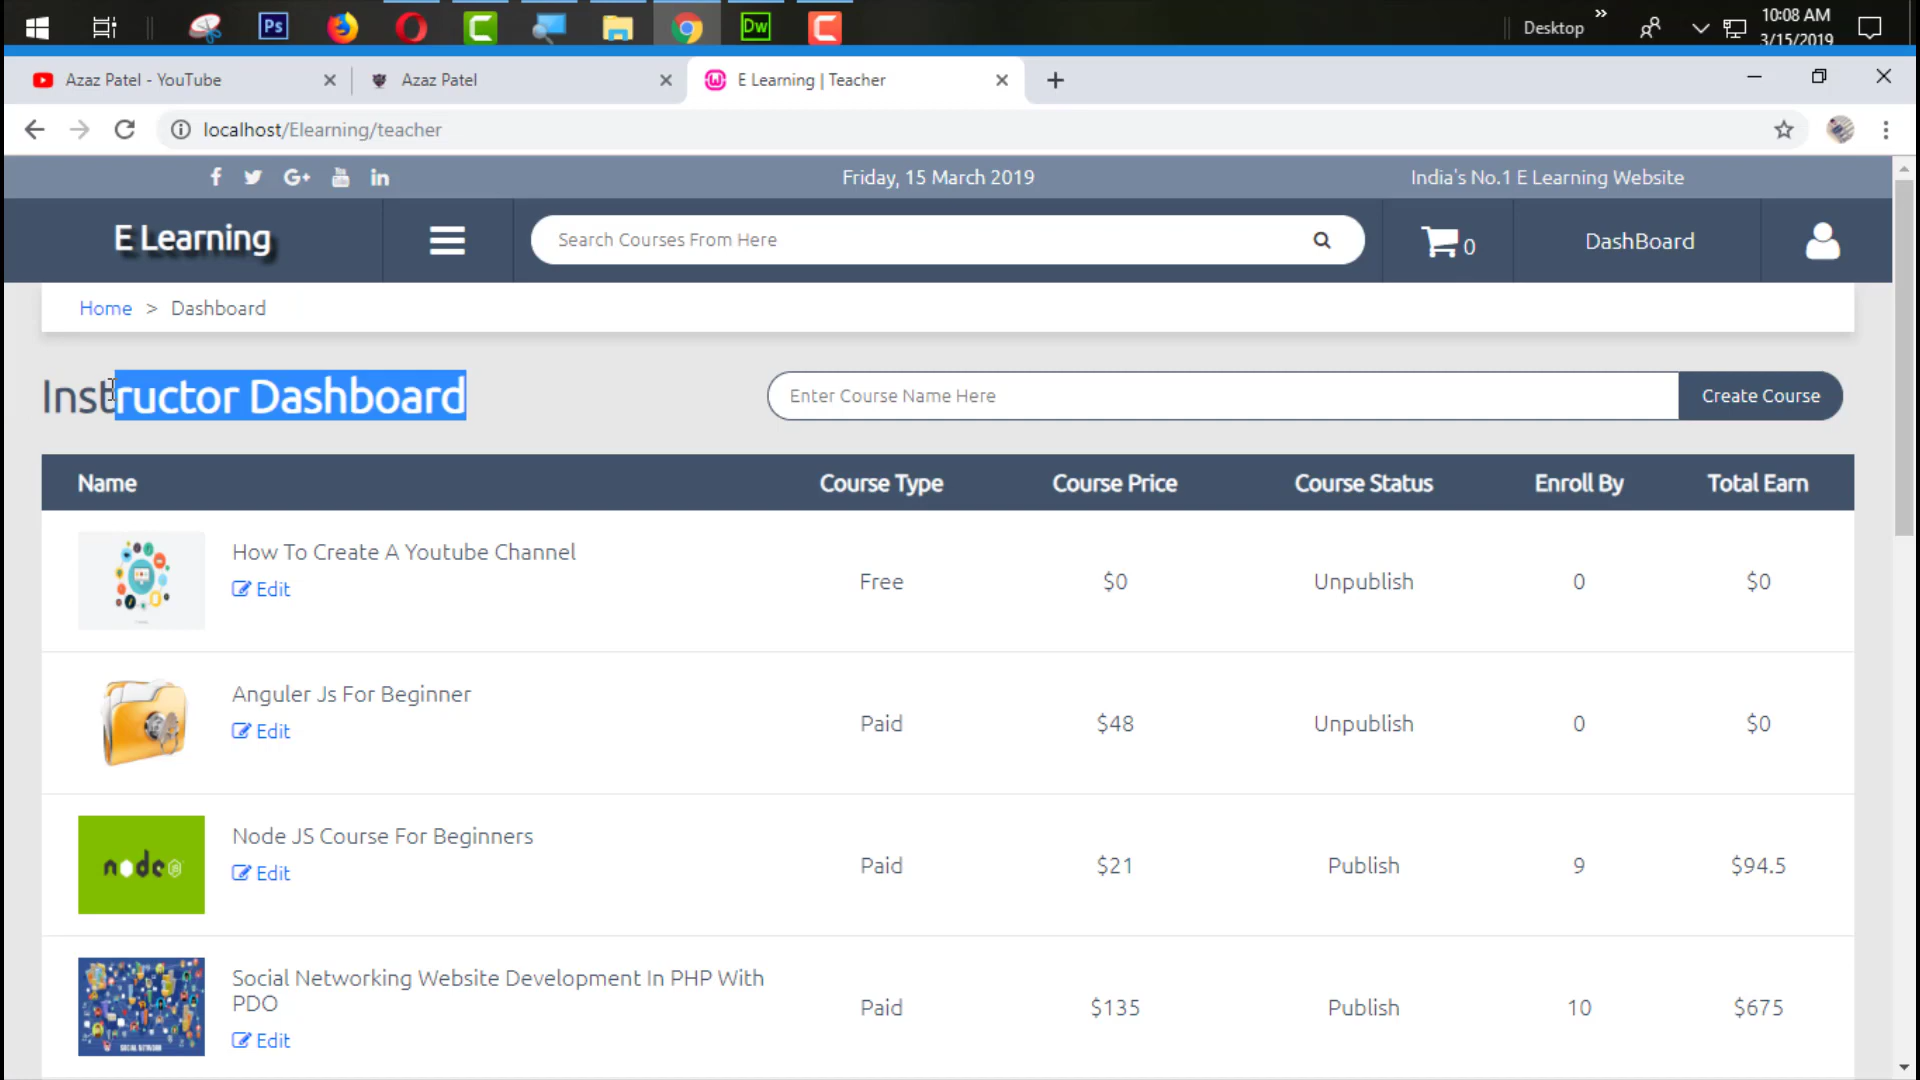 Ps
Dw
Desktop
»
10:08 AM
3/15/2019
Azaz Patel - YouTube
Azaz Patel
E Learning | Teacher
localhost/Elearning/teacher
Friday, 15 March 2019
India's No.1 E Learning Website
E Learning
Search Courses From Here
0
DashBoard
Home > Dashboard
Instructor Dashboard
Enter Course Name Here
Create Course
Name Course Type Course Price Course Status Enroll By Total Earn
How To Create A Youtube Channel
Edit
Free $0 Unpublish 0 $0
Anguler Js For Beginner
Edit
Paid $48 Unpublish 0 $0
node JS
Node JS Course For Beginners
Edit
Paid $21 Publish 9 $94.5
SOCIAL NETWORK
Social Networking Website Development In PHP With
PDO
Edit
Paid $135 Publish 10 $675